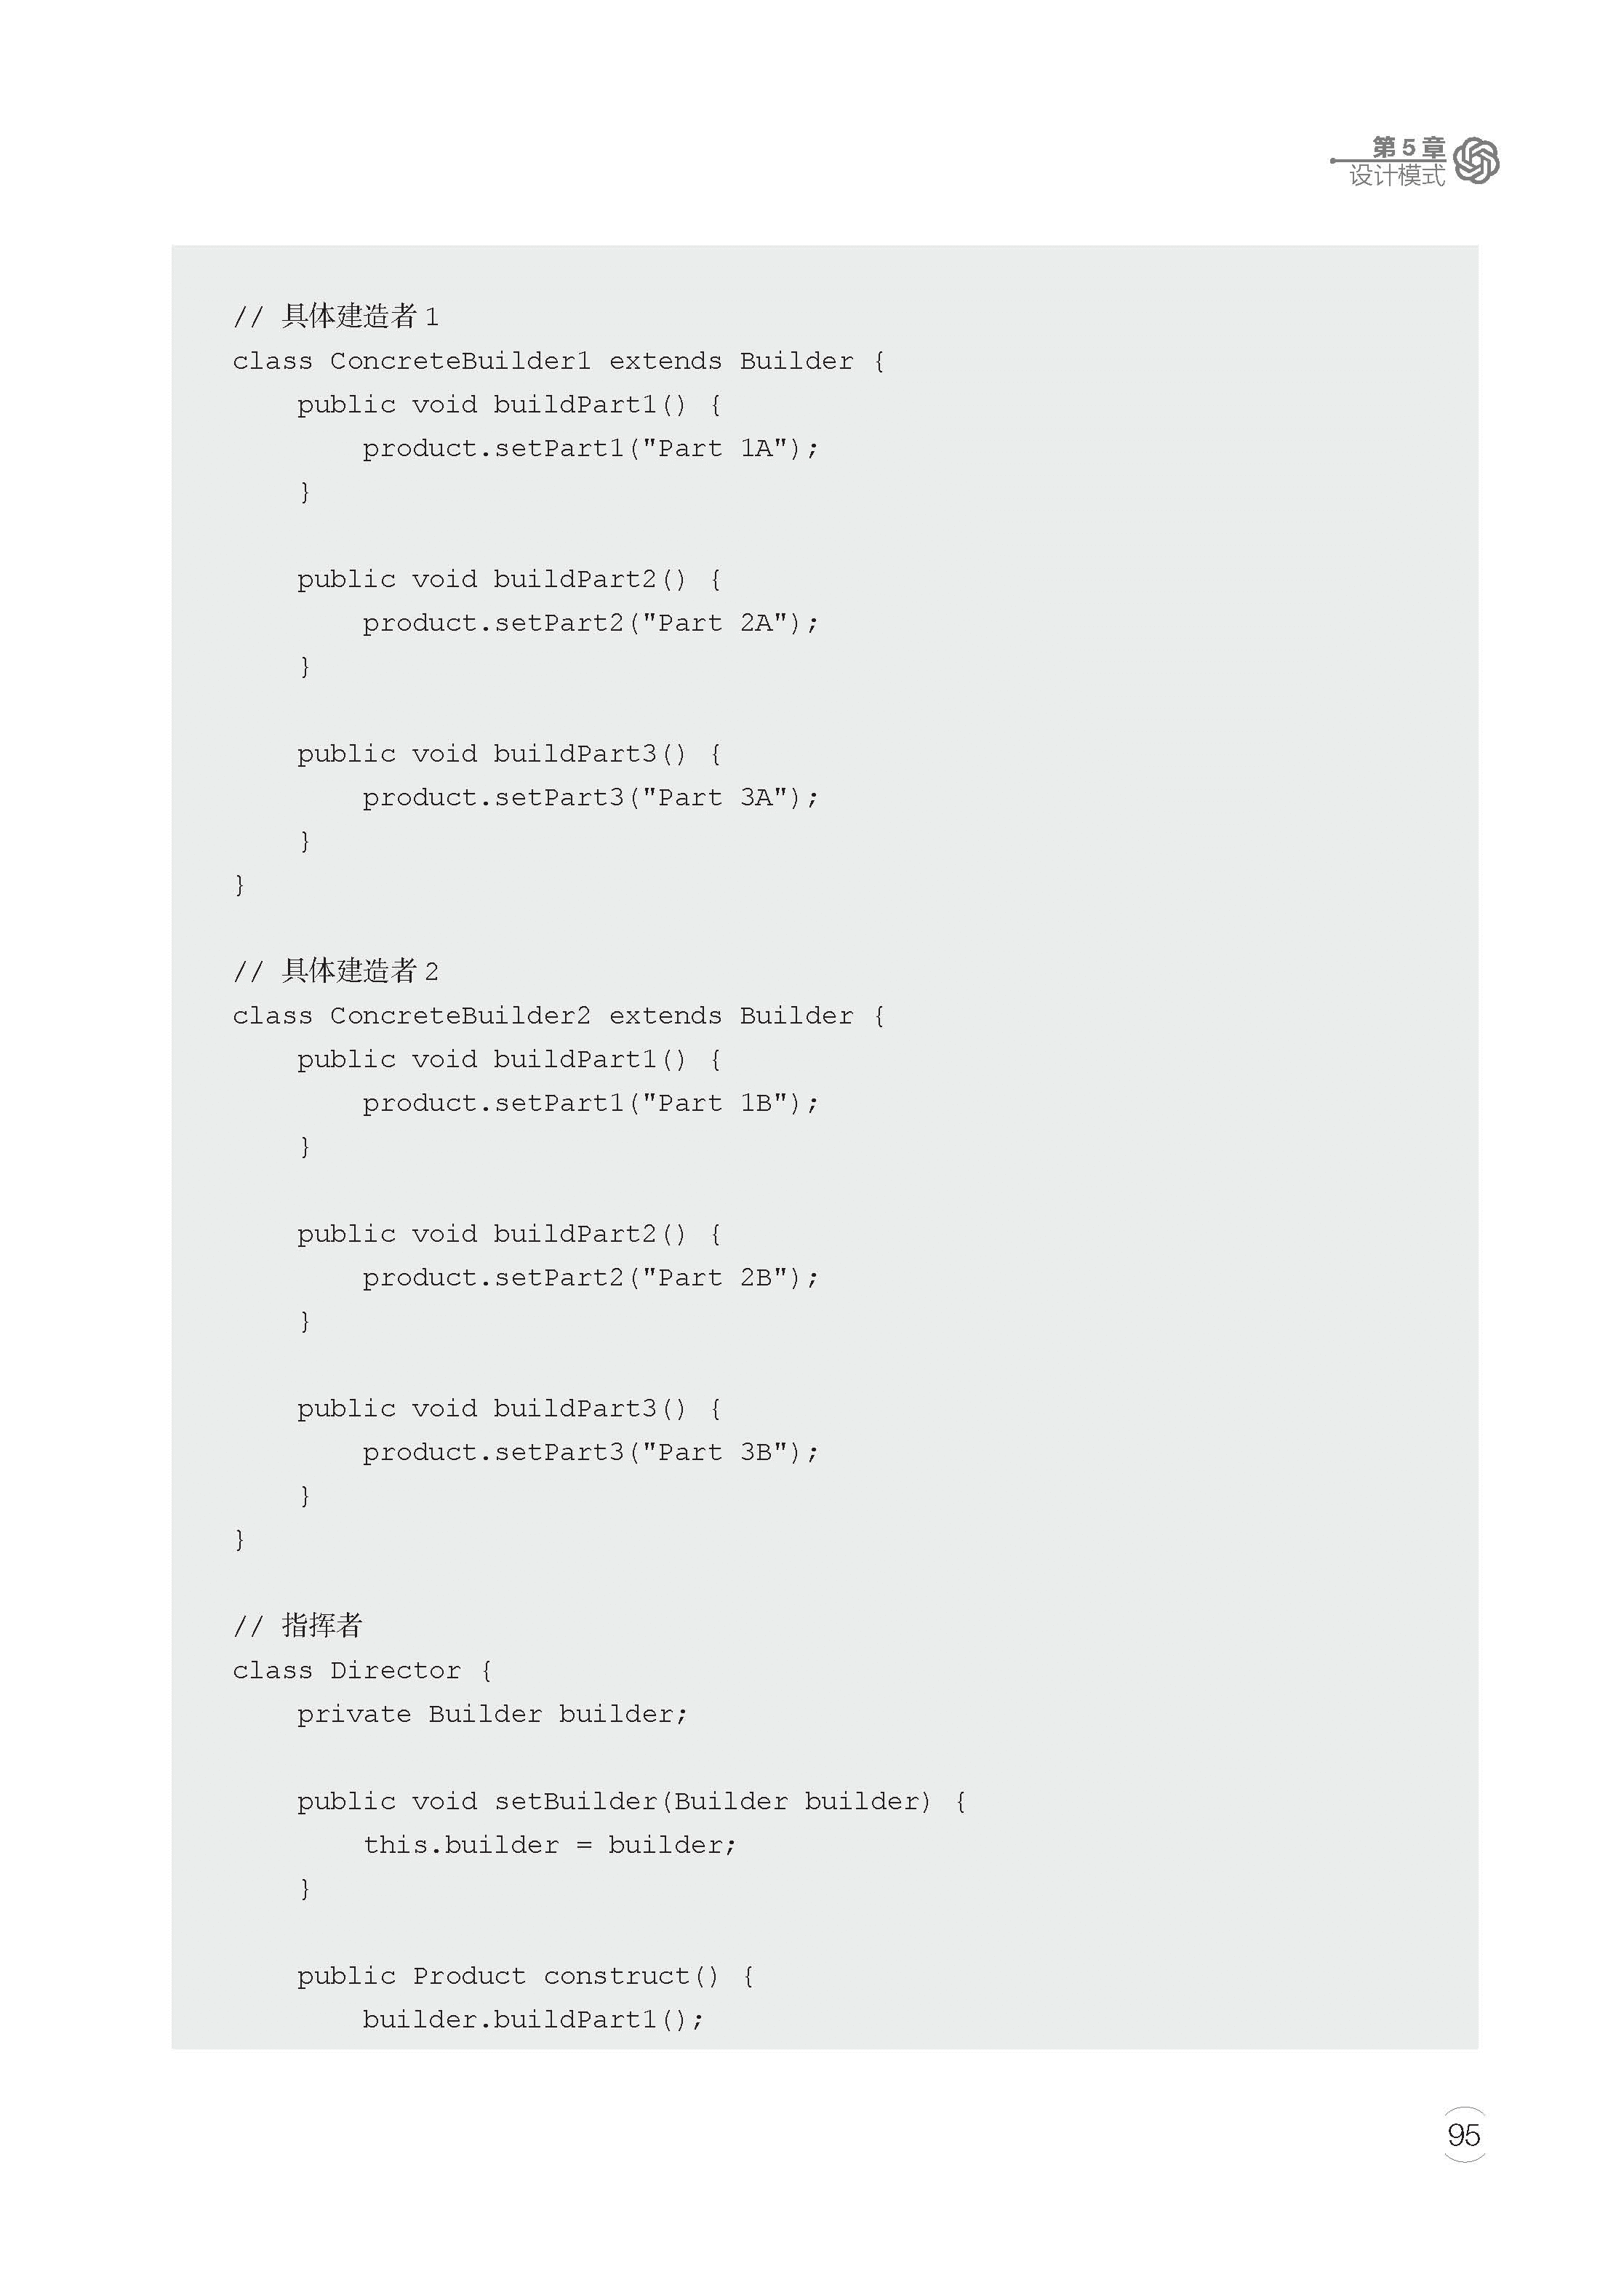 第 5 章
设计模式
// 具体建造者 1
class ConcreteBuilder1 extends Builder {
    public void buildPart1() {
        product.setPart1("Part 1A");
    }

    public void buildPart2() {
        product.setPart2("Part 2A");
    }

    public void buildPart3() {
        product.setPart3("Part 3A");
    }
}

// 具体建造者 2
class ConcreteBuilder2 extends Builder {
    public void buildPart1() {
        product.setPart1("Part 1B");
    }

    public void buildPart2() {
        product.setPart2("Part 2B");
    }

    public void buildPart3() {
        product.setPart3("Part 3B");
    }
}

// 指挥者
class Director {
    private Builder builder;

    public void setBuilder(Builder builder) {
        this.builder = builder;
    }

    public Product construct() {
        builder.buildPart1();
95